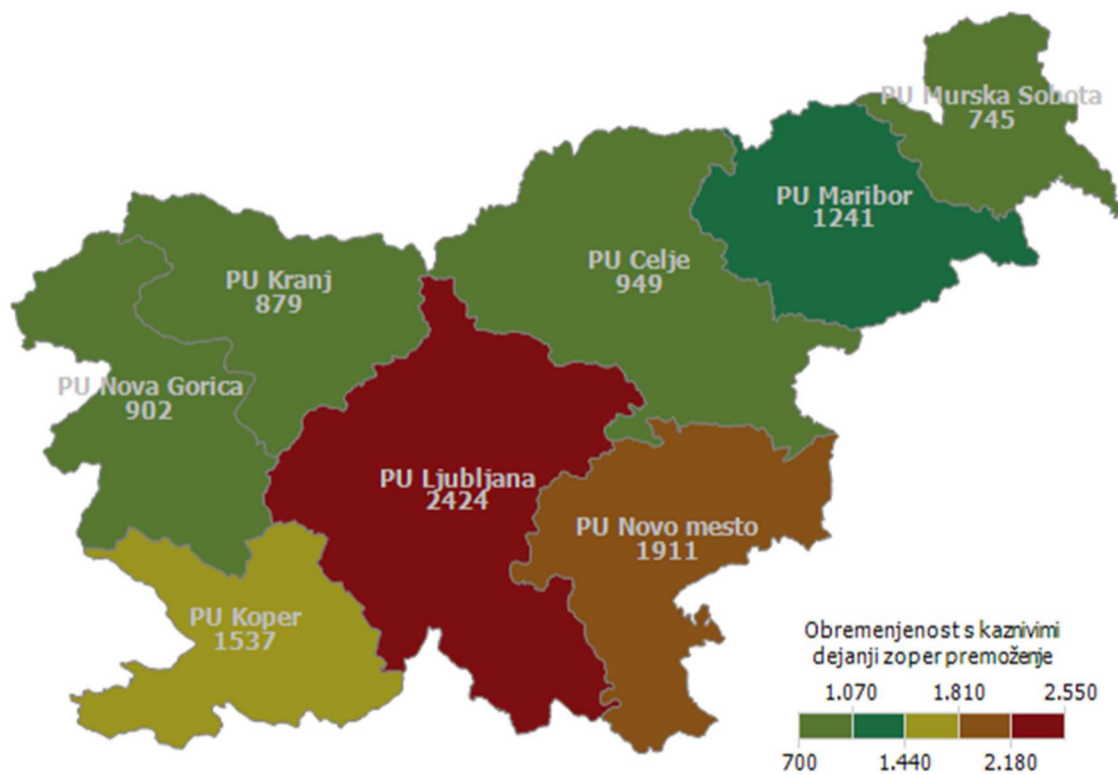 PU Murska Sobota
745
PU Maribor
1241
PU Celje
949
PU Kranj
879
PU Nova Gorica
902
PU Ljubljana
2424
PU Novo mesto
1911
PU Koper
1537
Obremenjenost s kaznivimi
dejanji zoper premoženje
1.070 1.810 2.550
700 1.440 2.180